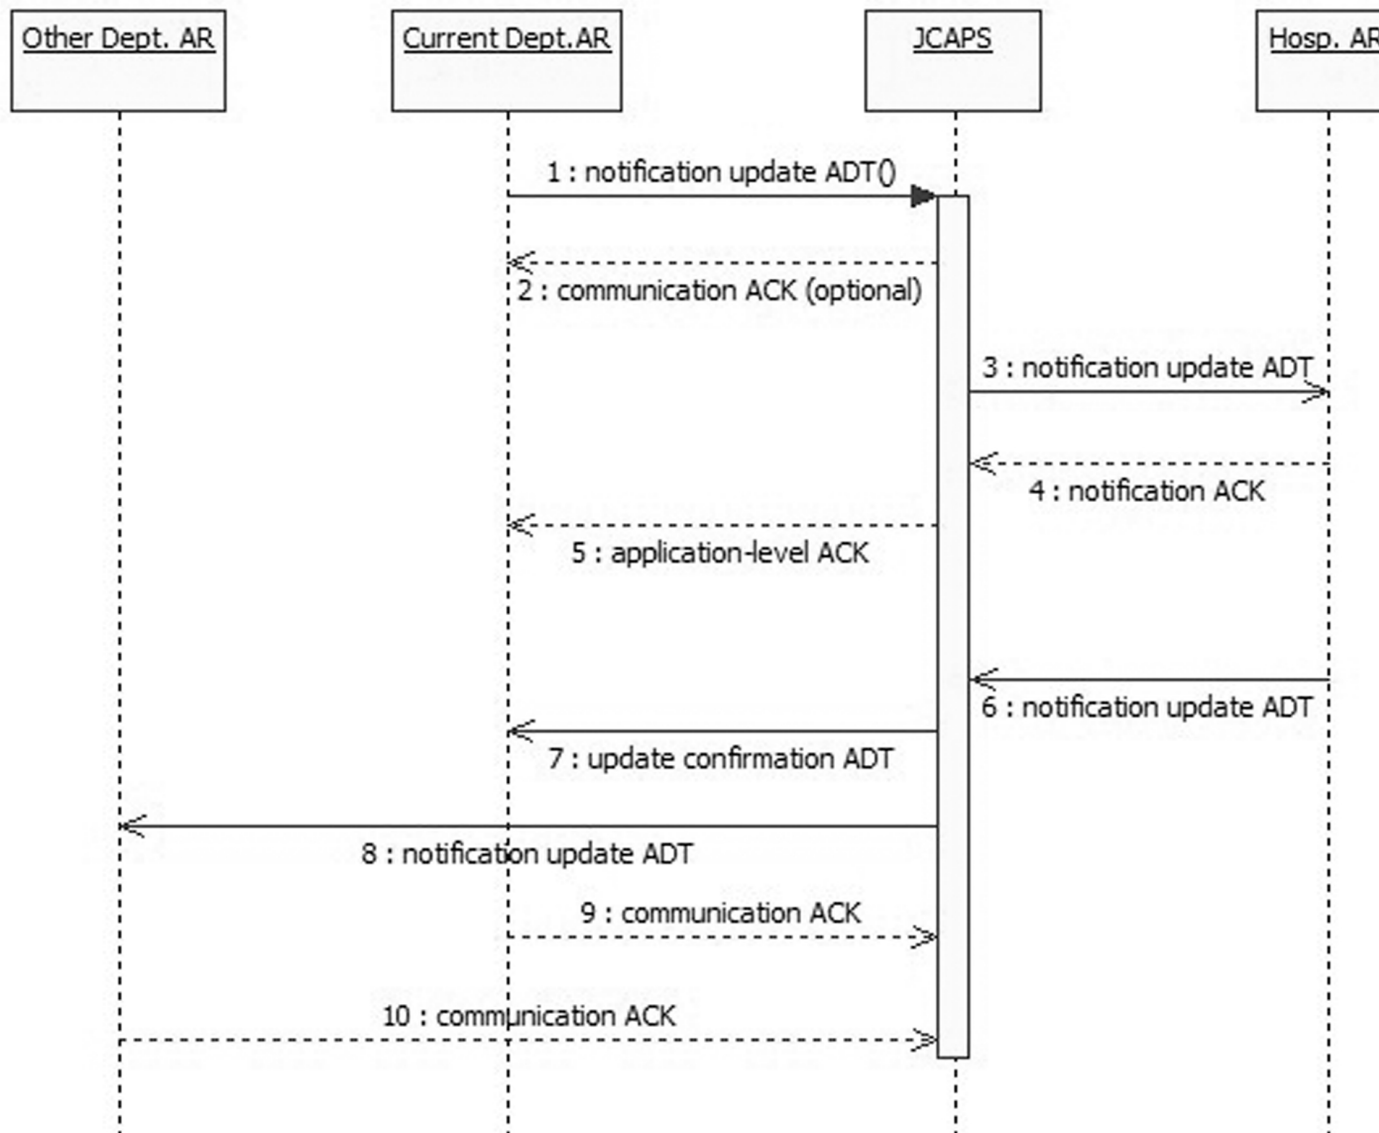 Other Dept. AR
Current Dept.AR
JCAPS
Hosp. AR
1 : notification update ADT()
2 : communication ACK (optional)
3 : notification update ADT
4 : notification ACK
5 : application-level ACK
6 : notification update ADT
7 : update confirmation ADT
8 : notification update ADT
9 : communication ACK
10 : communication ACK